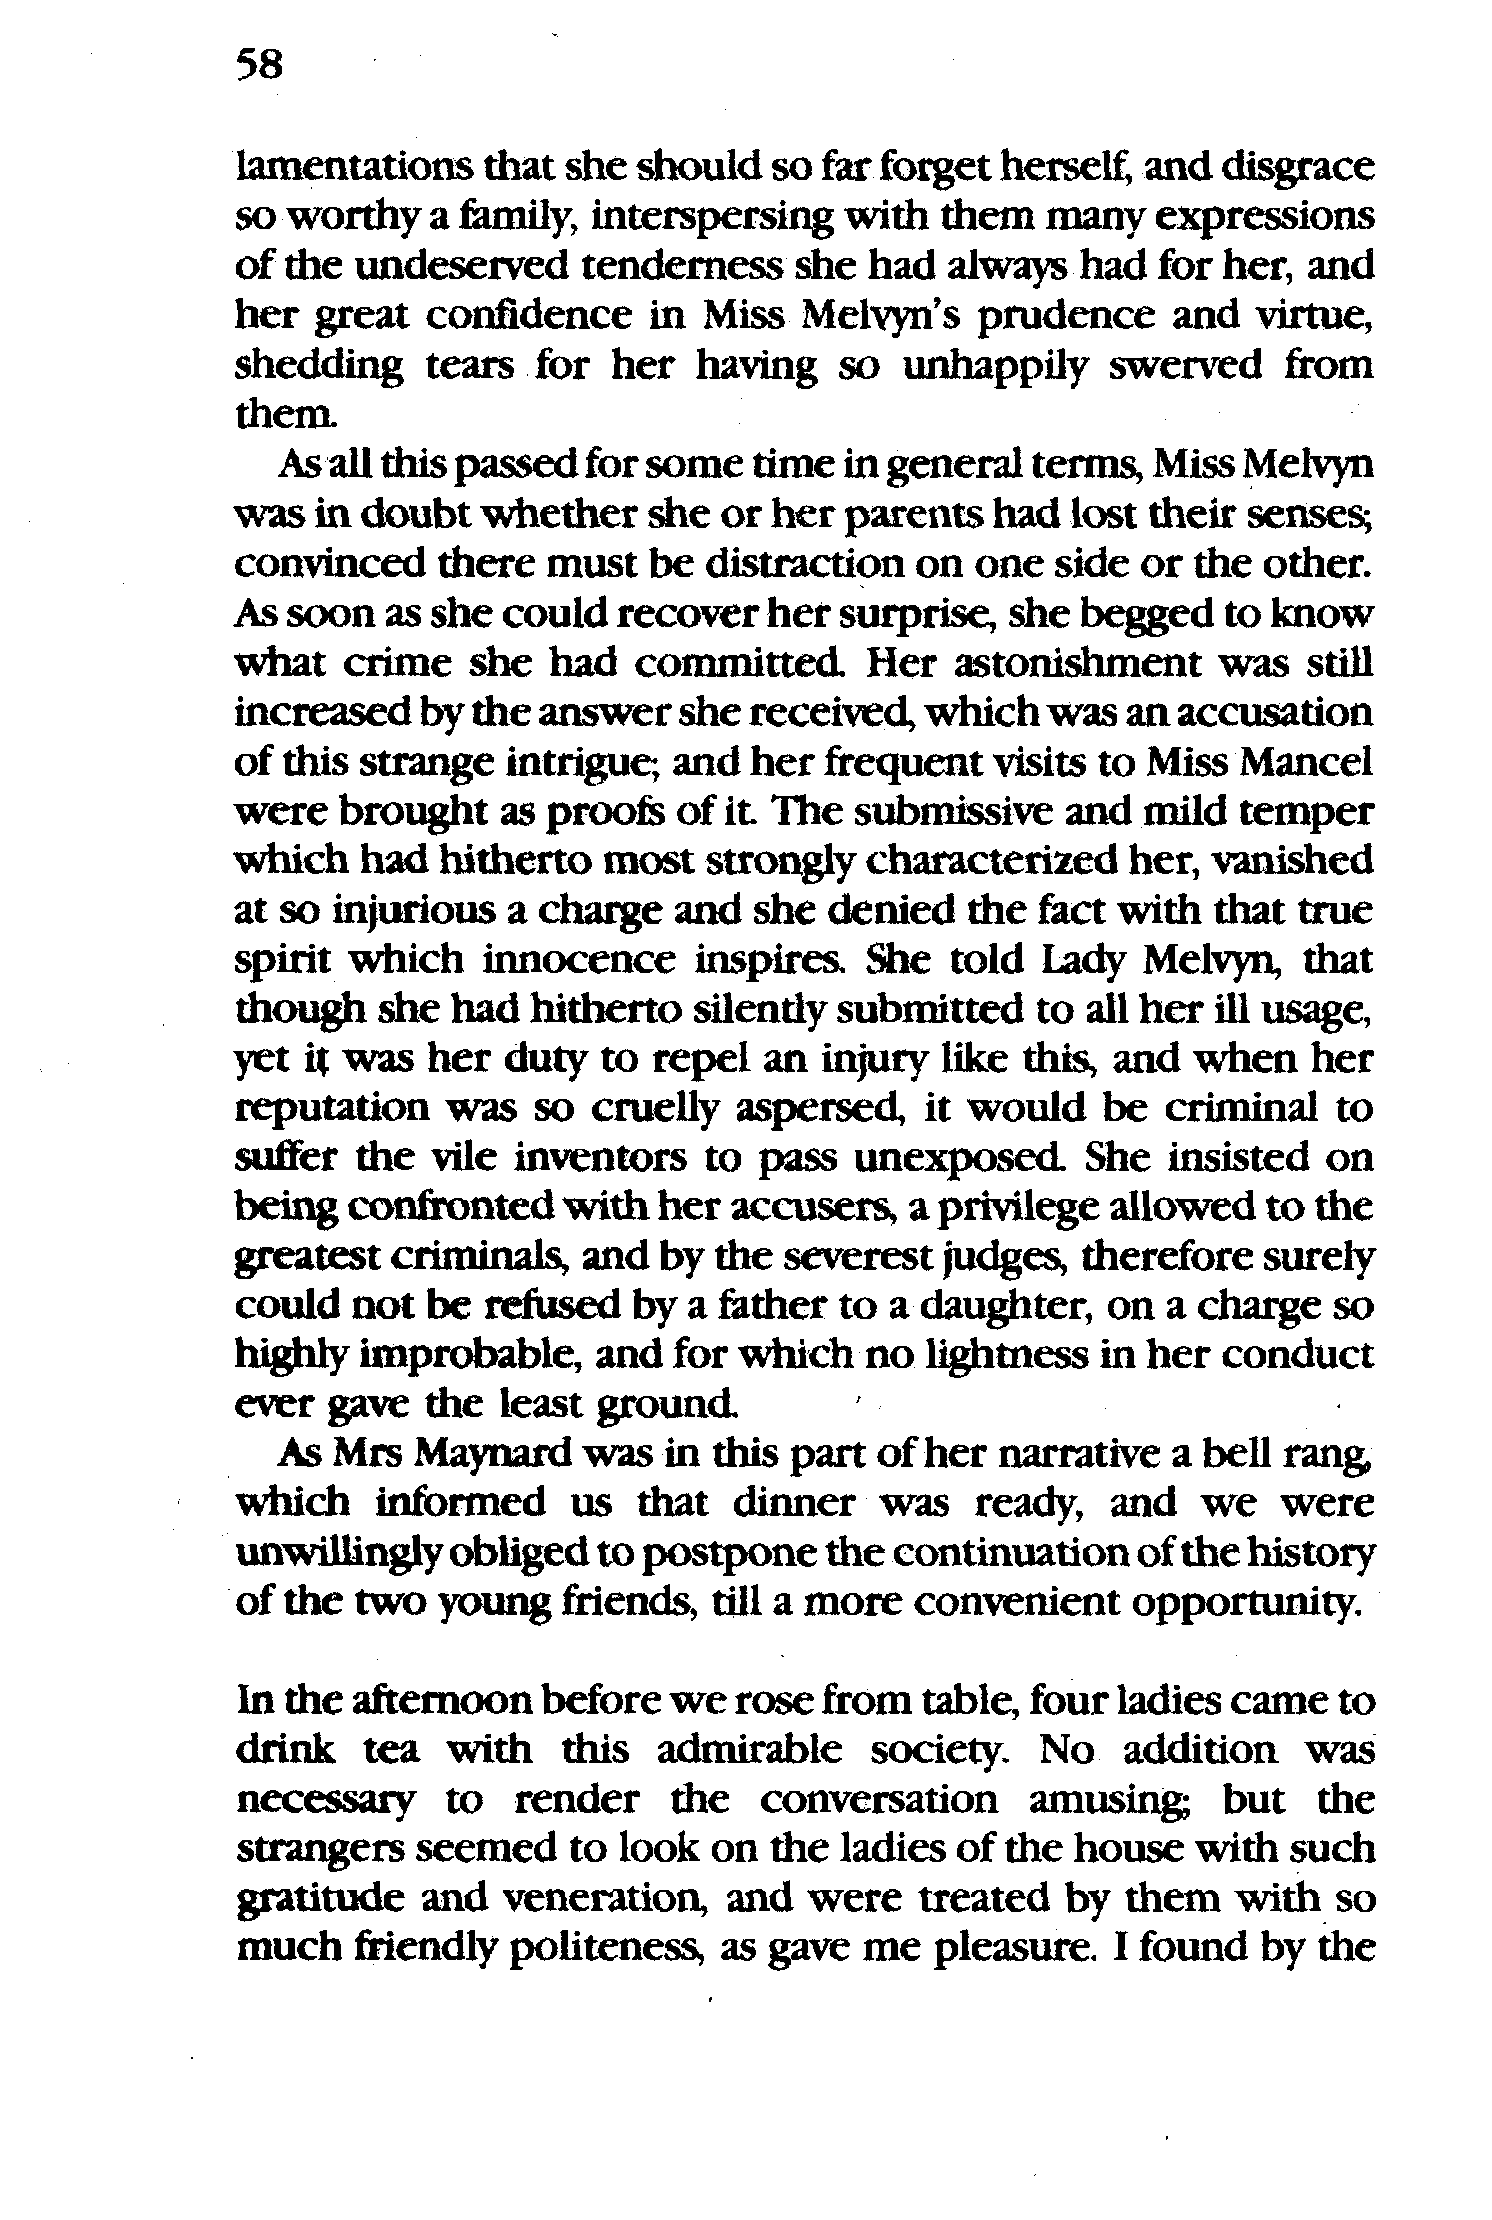 58
lamentations that she should so far forget herself, and disgrace
so worthy a family, interspersing with them many expressions
of the undeserved tenderness she had always had for her, and
her great confidence in Miss Melvyn's prudence and virtue,
shedding tears for her having so unhappily swerved from
them.
As all this passed for some time in general terms, Miss Melvyn
was in doubt whether she or her parents had lost their senses;
convinced there must be distraction on one side or the other.
As soon as she could recover her surprise, she begged to know
what crime she had committed. Her astonishment was still
increased by the answer she received, which was an accusation
of this strange intrigue; and her frequent visits to Miss Mancel
were brought as proofs of it. The submissive and mild temper
which had hitherto most strongly characterized her, vanished
at so injurious a charge and she denied the fact with that true
spirit which innocence inspires. She told Lady Melvyn, that
though she had hitherto silently submitted to all her ill usage,
yet it was her duty to repel an injury like this, and when her
reputation was so cruelly aspersed, it would be criminal to
suffer the vile inventors to pass unexposed. She insisted on
being confronted with her accusers, a privilege allowed to the
greatest criminals, and by the severest judges, therefore surely
could not be refused by a father to a daughter, on a charge so
highly improbable, and for which no lightness in her conduct
ever gave the least ground.
As Mrs Maynard was in this part of her narrative a bell rang,
which informed us that dinner was ready, and we were
unwillingly obliged to postpone the continuation of the history
of the two young friends, till a more convenient opportunity.
In the afternoon before we rose from table, four ladies came to
drink tea with this admirable society. No addition was
necessary to render the conversation amusing; but the
strangers seemed to look on the ladies of the house with such
gratitude and veneration, and were treated by them with so
much friendly politeness, as gave me pleasure. I found by the